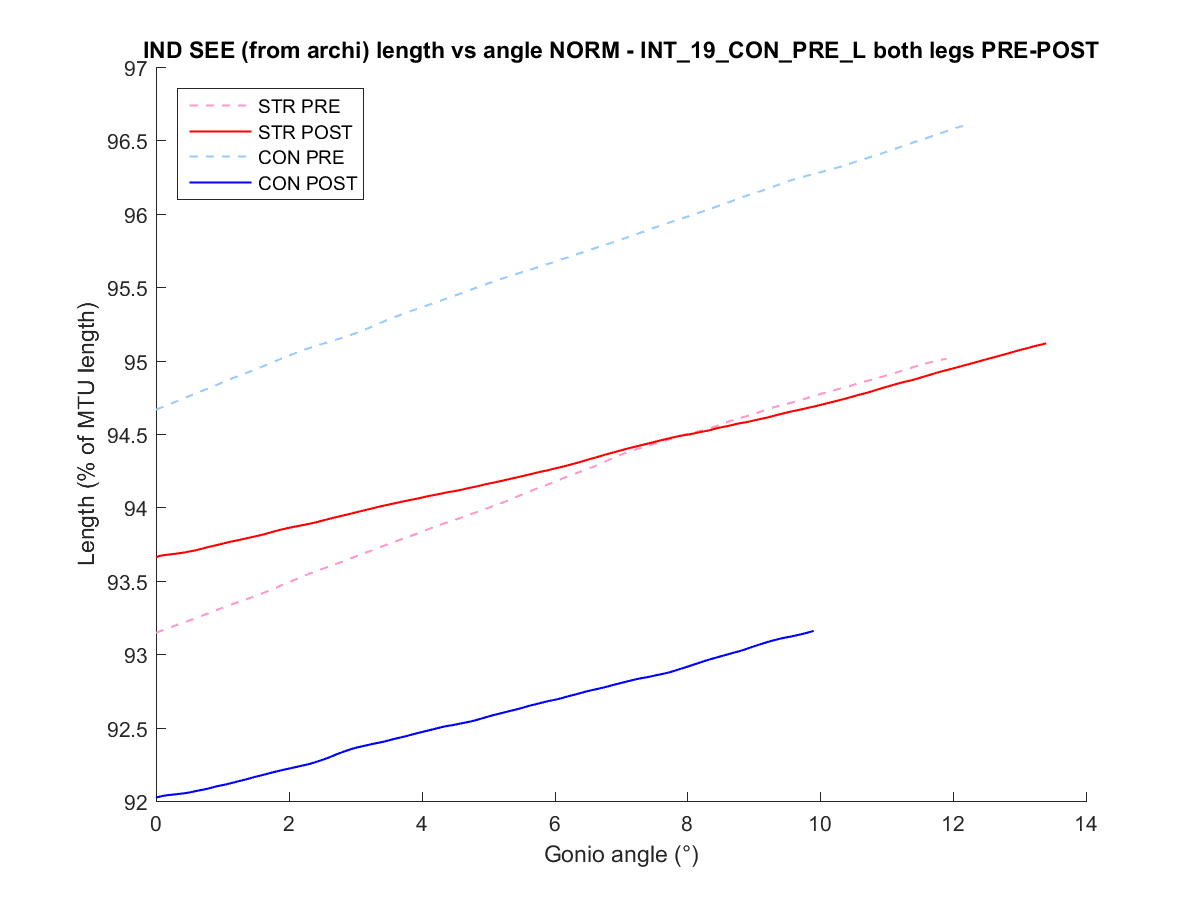 IND SEE (from archi) length vs angle NORM - INT_19_CON_PRE_L both legs PRE-POST
97
96.5
96
95.5
95
94.5
94
93.5
93
92.5
92
Length (% of MTU length)
STR PRE
STR POST
CON PRE
CON POST
0 2 4 6 8 10 12 14
Gonio angle (°)